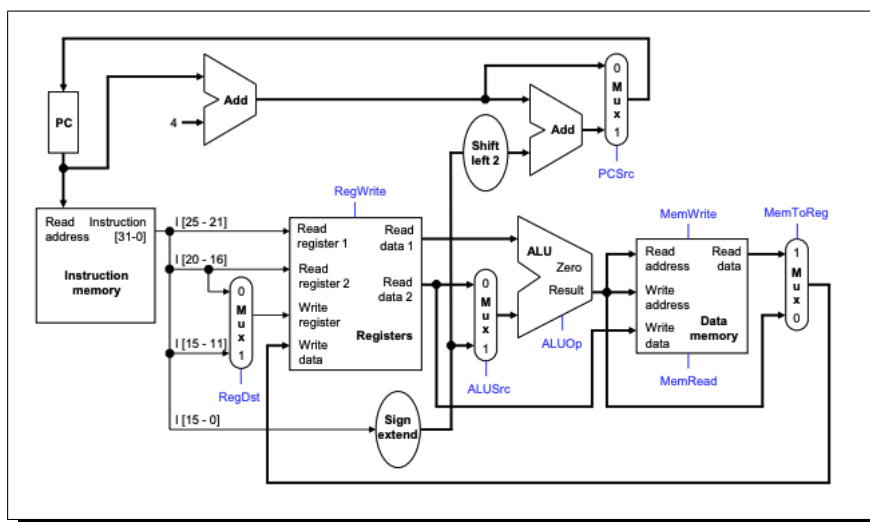 PC
4
Add
Shift
left 2
Add
0
M
u
x
1
PCSrc
Read
address
Instruction
[31-0]
Instruction
memory
I [25 - 21]
I [20 - 16]
I [15 - 11]
I [15 - 0]
0
M
u
x
1
RegDst
RegWrite
Read
register 1
Read
register 2
Write
register
Write
data
Read
data 1
Read
data 2
Registers
Sign
extend
0
M
u
x
1
ALUSrc
ALU
Zero
Result
ALUOp
MemWrite
Read
address
Write
address
Write
data
Read
data
Data
memory
MemRead
MemToReg
1
M
u
x
0